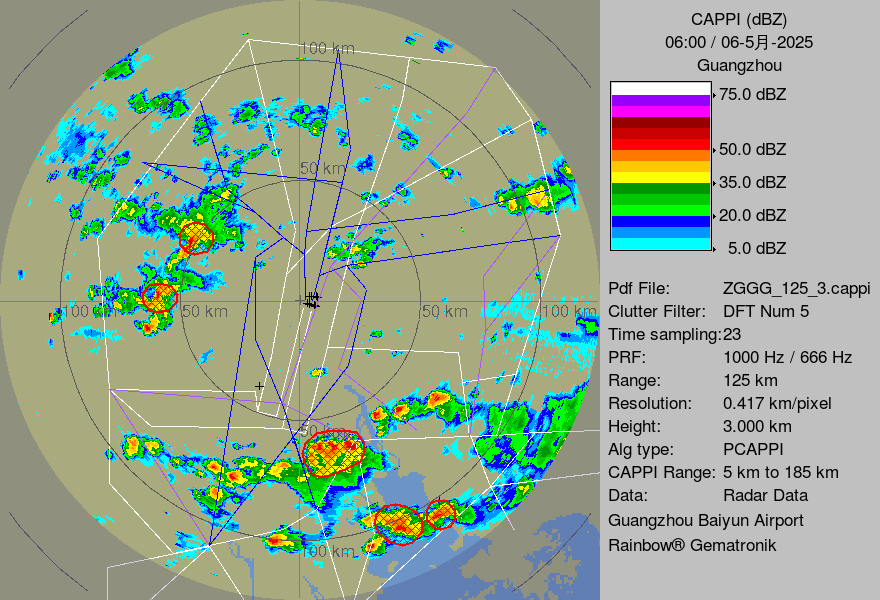 CAPPI (dBZ)
06:00 / 06-5月-2025
Guangzhou
75.0 dBZ
50.0 dBZ
35.0 dBZ
20.0 dBZ
5.0 dBZ
Pdf File: ZGGG_125_3.cappi
Clutter Filter: DFT Num 5
Time sampling:23
PRF: 1000 Hz / 666 Hz
Range: 125 km
Resolution: 0.417 km/pixel
Height: 3.000 km
Alg type: PCAPPI
CAPPI Range: 5 km to 185 km
Data: Radar Data
Guangzhou Baiyun Airport
Rainbow® Gematronik
100 km
50 km
100 km 50 km 50 km 100 km
50 km
100 km